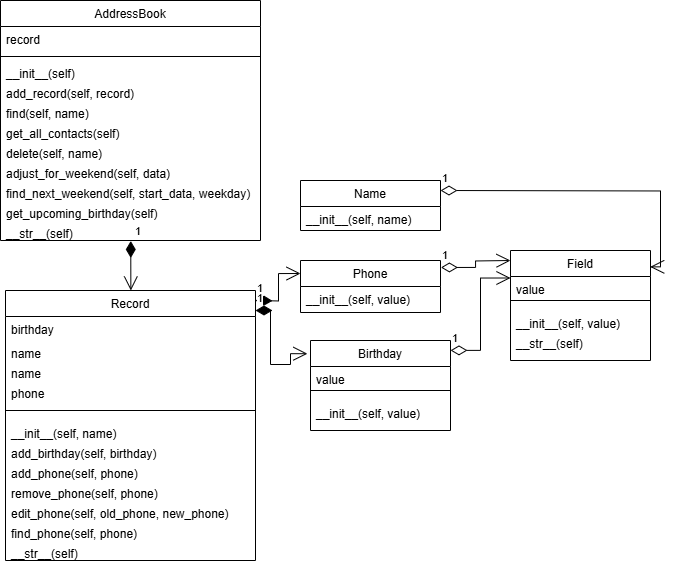 AddressBook
record
__init__(self)
add_record(self, record)
find(self, name)
get_all_contacts(self)
delete(self, name)
adjust_for_weekend(self, data)
find_next_weekend(self, start_data, weekday)
get_upcoming_birthday(self)
__str__(self)
1
Name
__init__(self, name)
1
Phone
__init__(self, value)
1
Field
value
__init__(self, value)
__str__(self)
Record
birthday
name
name
phone
__init__(self, name)
add_birthday(self, birthday)
add_phone(self, phone)
remove_phone(self, phone)
edit_phone(self, old_phone, new_phone)
find_phone(self, phone)
__str__(self)
1
1
Birthday
value
__init__(self, value)
1